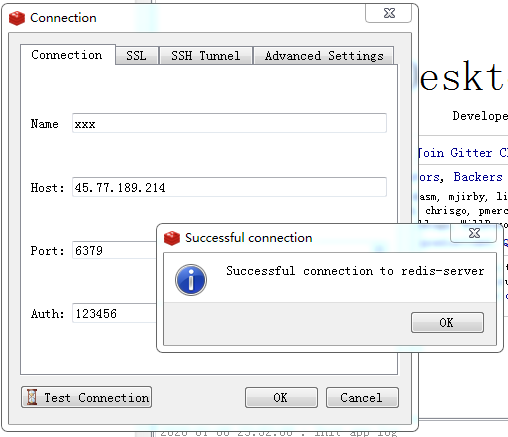 Connection
Connection SSL SSH Tunnel Advanced Settings
Name xxx
Host: 45.77.189.214
Port: 6379
Auth: 123456
Test Connection OK Cancel
Successful connection
Successful connection to redis-server
OK
eskt
Develope
Join Gitter C
ors, Backers
asm, mjirby, li
chrisgo, pmerc